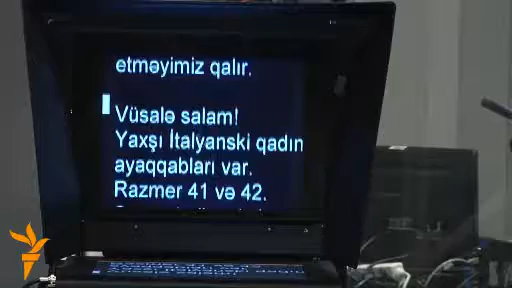 etməyimiz qalır.
Vüsalə salam!
Yaxşı İtalyanski qadın
ayaqqabları var.
Razmer 41 və 42.